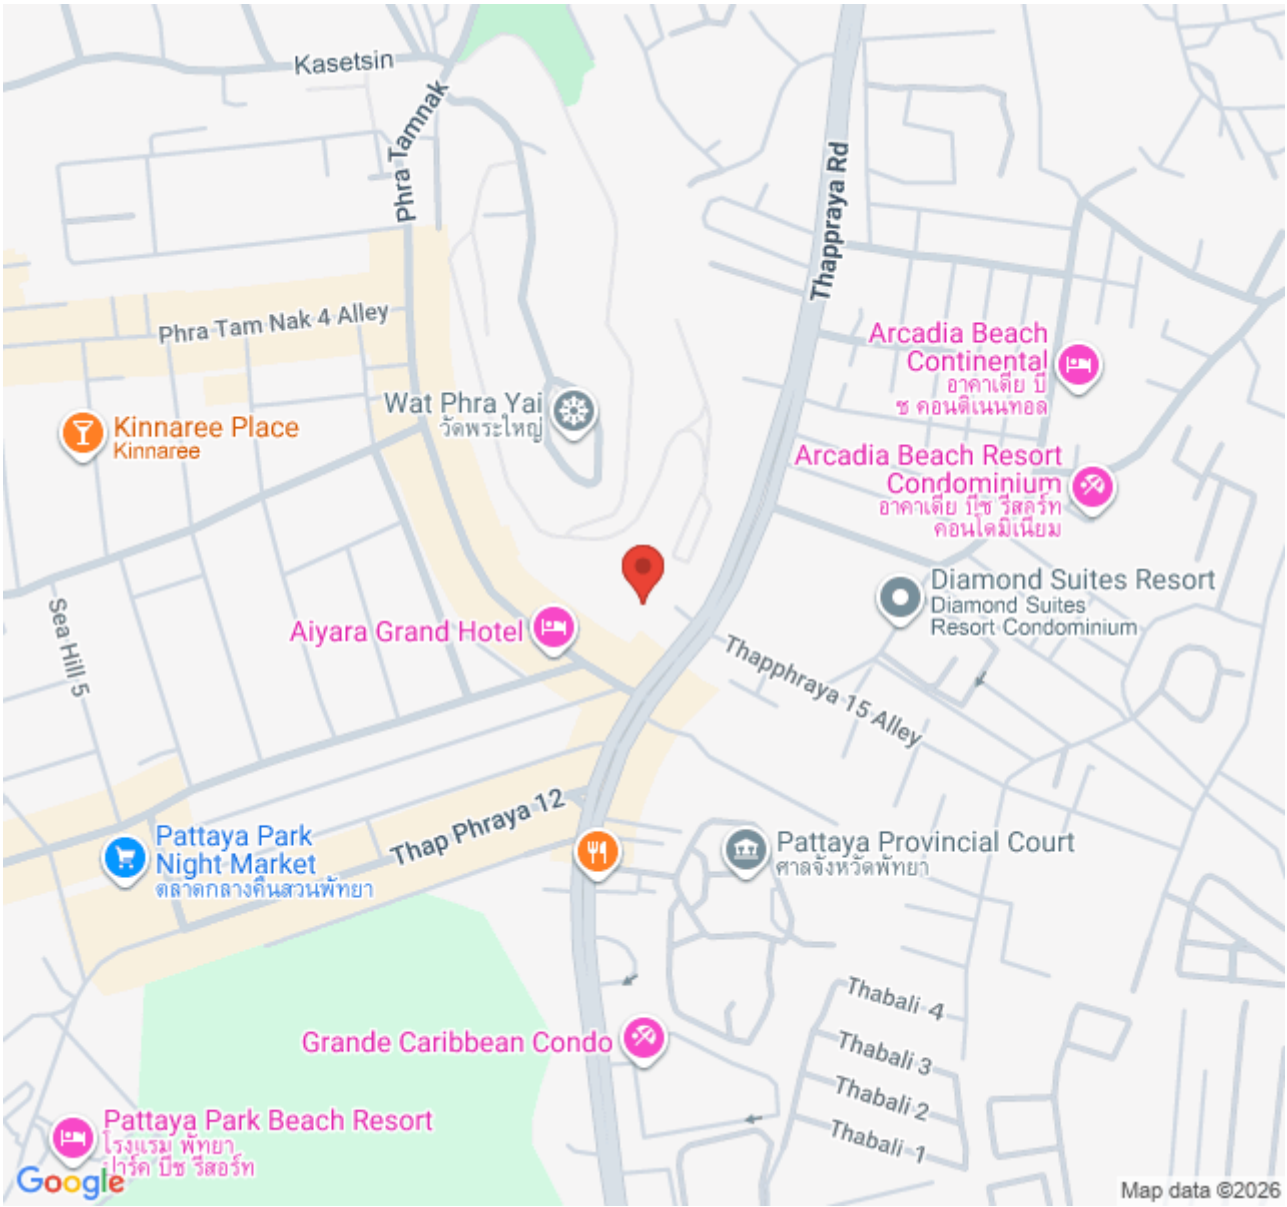 Kasetsin
Phra Tamnak
Thappraya Rd
Phra Tam Nak 4 Alley
Arcadia Beach
Continental
อาคาเดีย บี
ช คอนติเนนทอล
Wat Phra Yai
วัดพระใหญ่
Kinnaree Place
Kinnaree
Arcadia Beach Resort
Condominium
อาคาเดีย บีช รีสอร์ท
คอนโดมิเนียม
Diamond Suites Resort
Diamond Suites
Resort Condominium
Sea Hill 5
Aiyara Grand Hotel
Thapphraya 15 Alley
Thap Phraya 12
Pattaya Park
Night Market
ตลาดกลางคืนสวนพัทยา
Pattaya Provincial Court
ศาลจังหวัดพัทยา
Thabali 4
Grande Caribbean Condo
Thabali 3
Thabali 2
Thabali 1
Pattaya Park Beach Resort
โรงแรม พัทยา
ปาร์ค บีช รีสอร์ท
Google
Map data ©2026